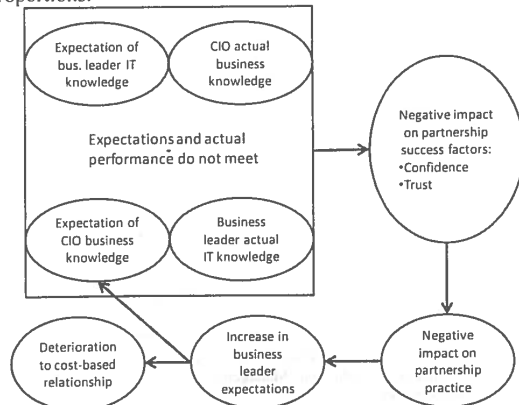 roportions.
Expectation of
bus. leader IT
knowledge
CIO actual
business
knowledge
Expectations and actual
performance do not meet
Expectation of
CIO business
knowledge
Business
leader actual
IT knowledge
Negative impact
on partnership
success factors:
•Confidence
•Trust
Negative
impact on
partnership
practice
Increase in
business
leader
expectations
Deterioration
to cost-based
relationship